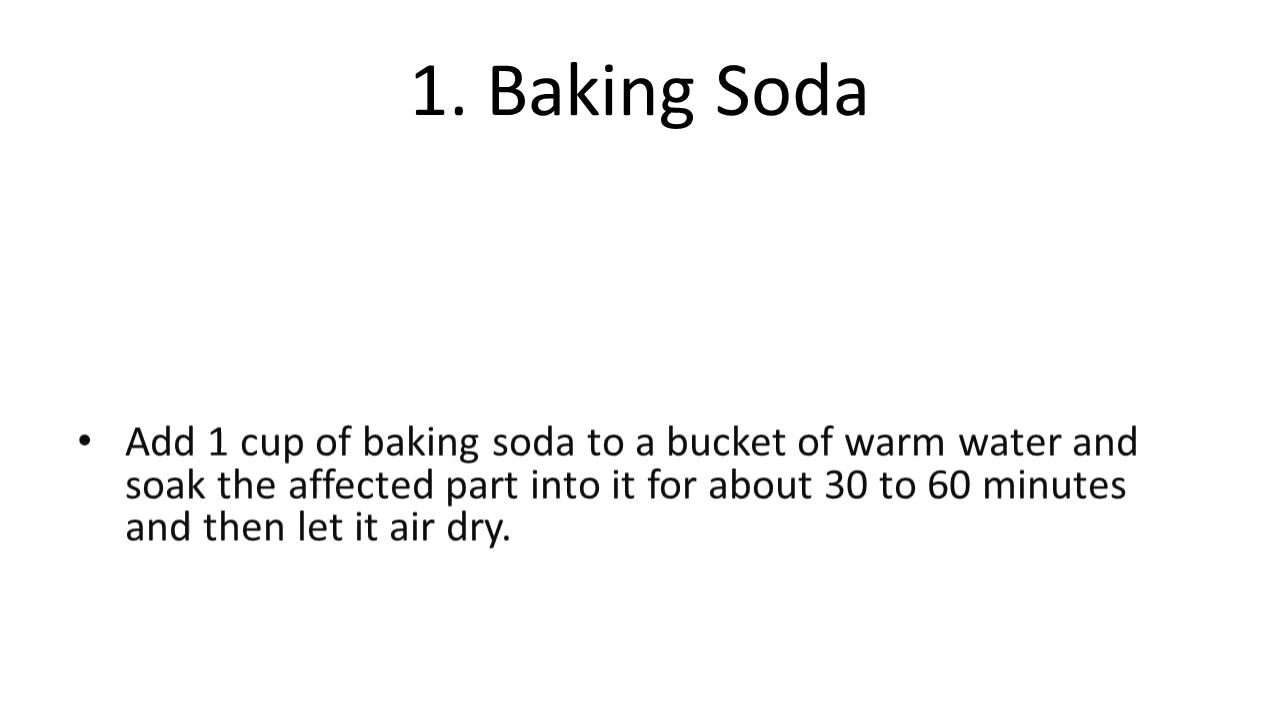 1. Baking Soda
• Add 1 cup of baking soda to a bucket of warm water and
soak the affected part into it for about 30 to 60 minutes
and then let it air dry.